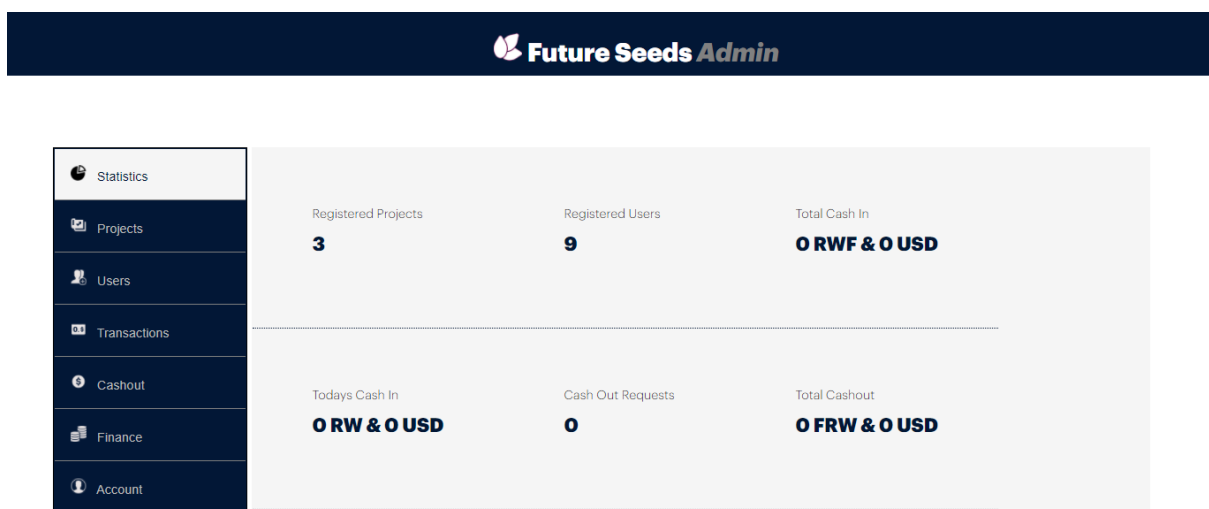 Future Seeds Admin
Statistics
Projects
Users
Transactions
Cashout
Finance
Account
Registered Projects
3
Registered Users
9
Total Cash In
0 RWF & 0 USD
Todays Cash In
0 RW & 0 USD
Cash Out Requests
0
Total Cashout
0 FRW & 0 USD